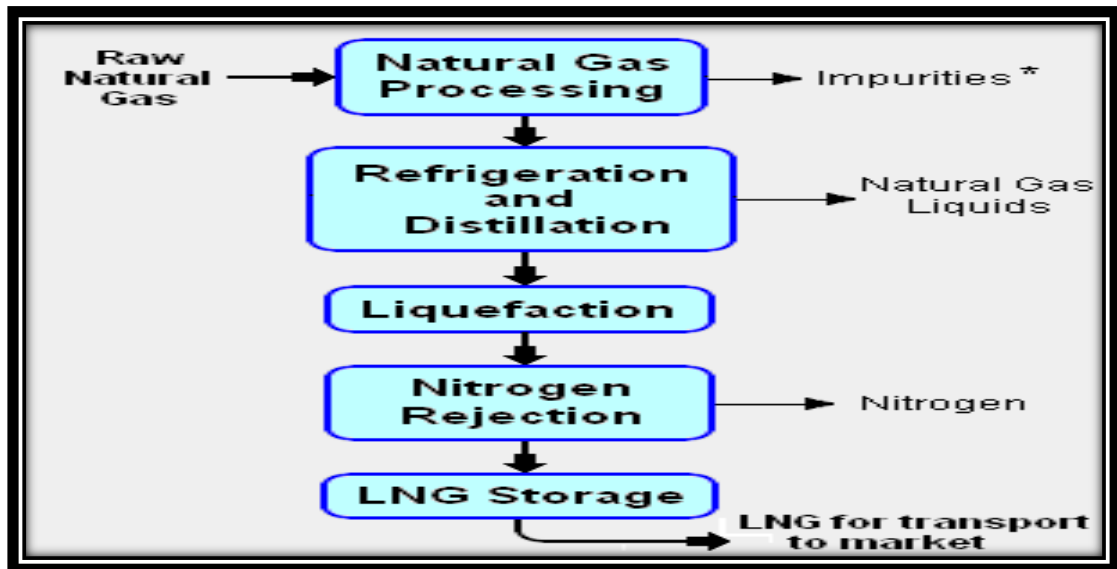 Raw
Natural
Gas
Natural Gas
Processing
Impurities*
Refrigeration
and
Distillation
Natural Gas
Liquids
Liquefaction
Nitrogen
Rejection
Nitrogen
LNG Storage
LNG for transport
to market